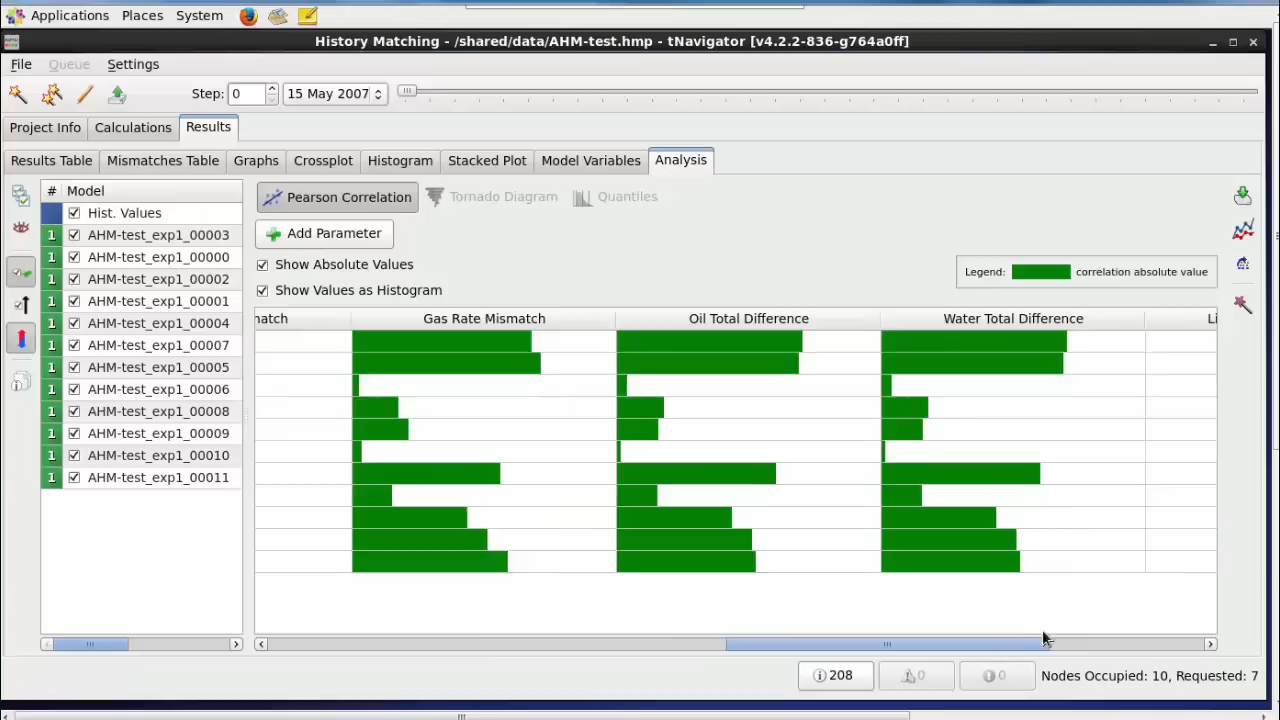 Applications Places System
History Matching - /shared/data/AHM-test.hmp - tNavigator [v4.2.2-836-g764a0ff]
File Queue Settings
Step: 0 15 May 2007
Project Info Calculations Results
Results Table Mismatches Table Graphs Crossplot Histogram Stacked Plot Model Variables Analysis
# Model
Hist. Values
1 AHM-test_exp1_00003
1 AHM-test_exp1_00000
1 AHM-test_exp1_00002
1 AHM-test_exp1_00001
1 AHM-test_exp1_00004
1 AHM-test_exp1_00007
1 AHM-test_exp1_00005
1 AHM-test_exp1_00006
1 AHM-test_exp1_00008
1 AHM-test_exp1_00009
1 AHM-test_exp1_00010
1 AHM-test_exp1_00011
Pearson Correlation Tornado Diagram Quantiles
Add Parameter
Show Absolute Values
Show Values as Histogram
Legend: correlation absolute value
natch Gas Rate Mismatch Oil Total Difference Water Total Difference Li
208 0 0 Nodes Occupied: 10, Requested: 7